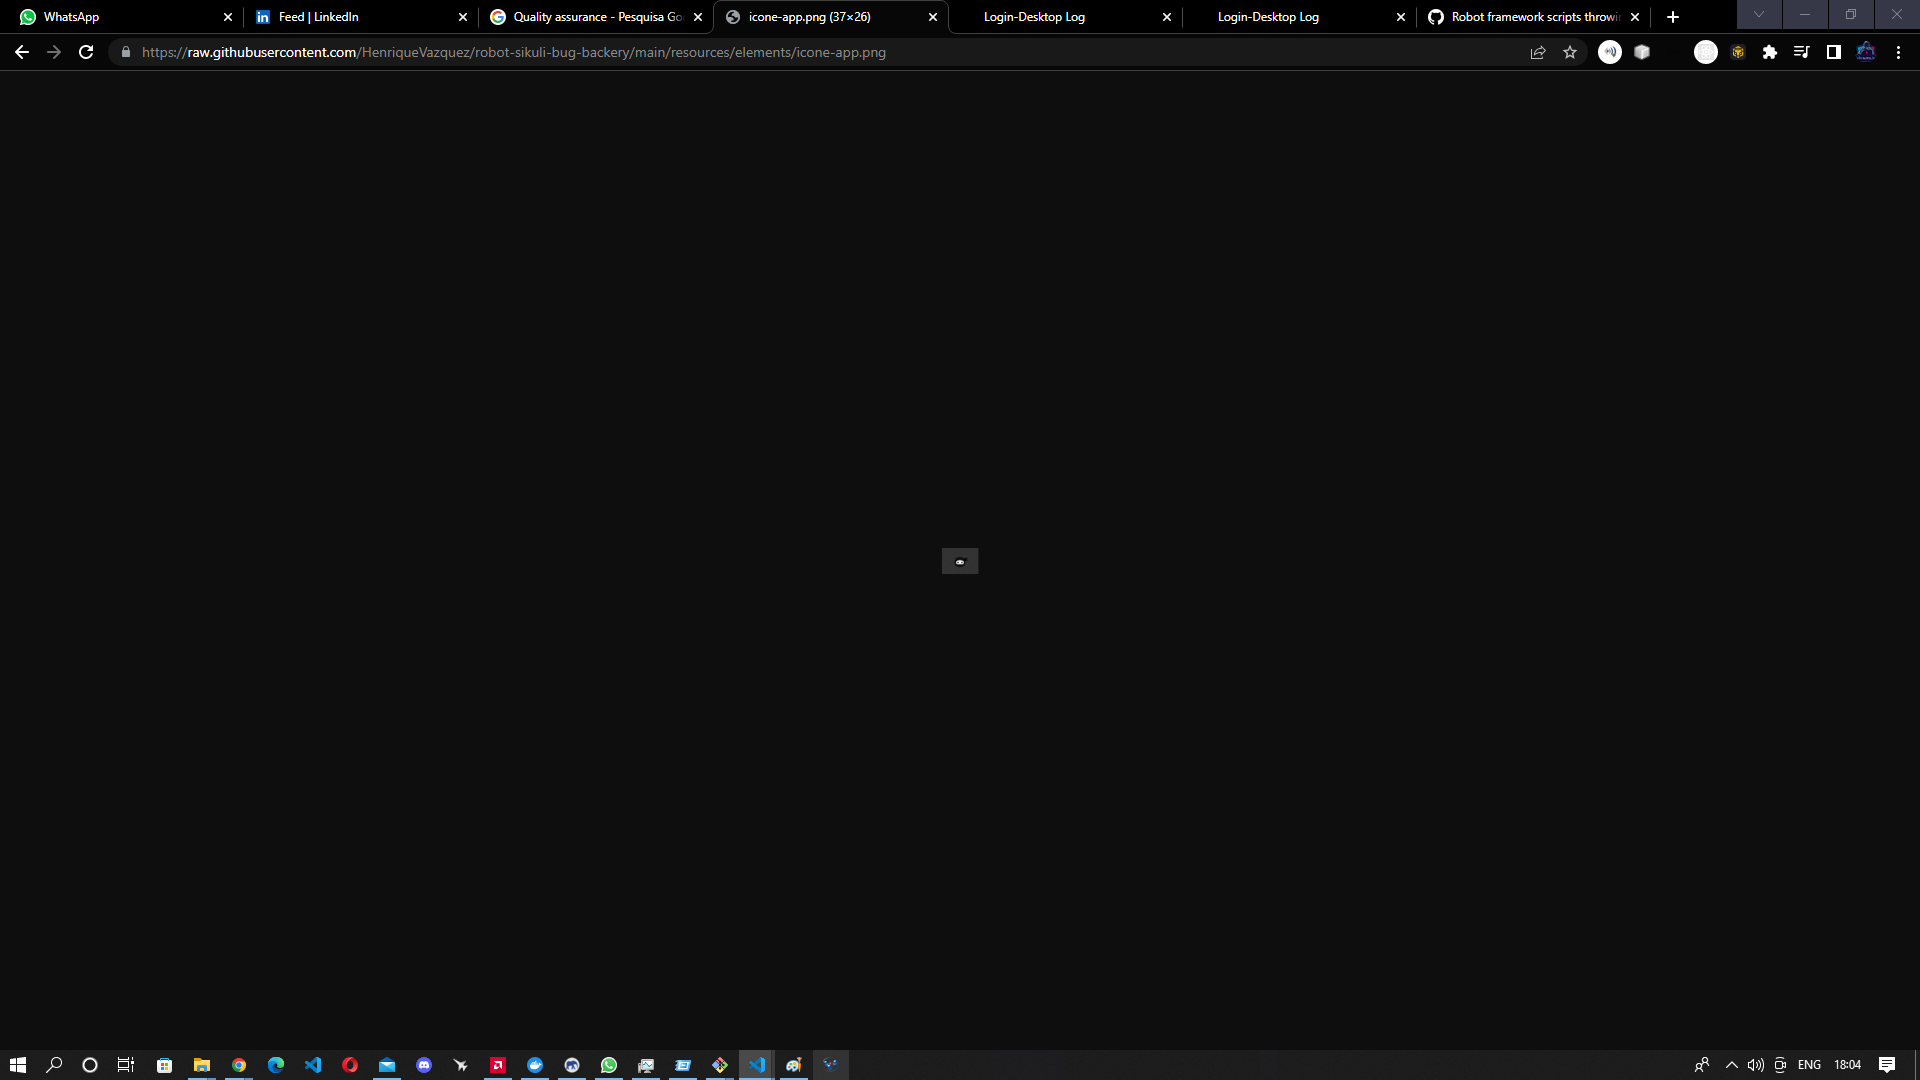 WhatsApp
Feed | LinkedIn
Quality assurance - Pesquisa Go
icone-app.png (37×26)
Login-Desktop Log
Login-Desktop Log
Robot framework scripts throwi
https://raw.githubusercontent.com/HenriqueVazquez/robot-sikuli-bug-backery/main/resources/elements/icone-app.png
ENG
18:04